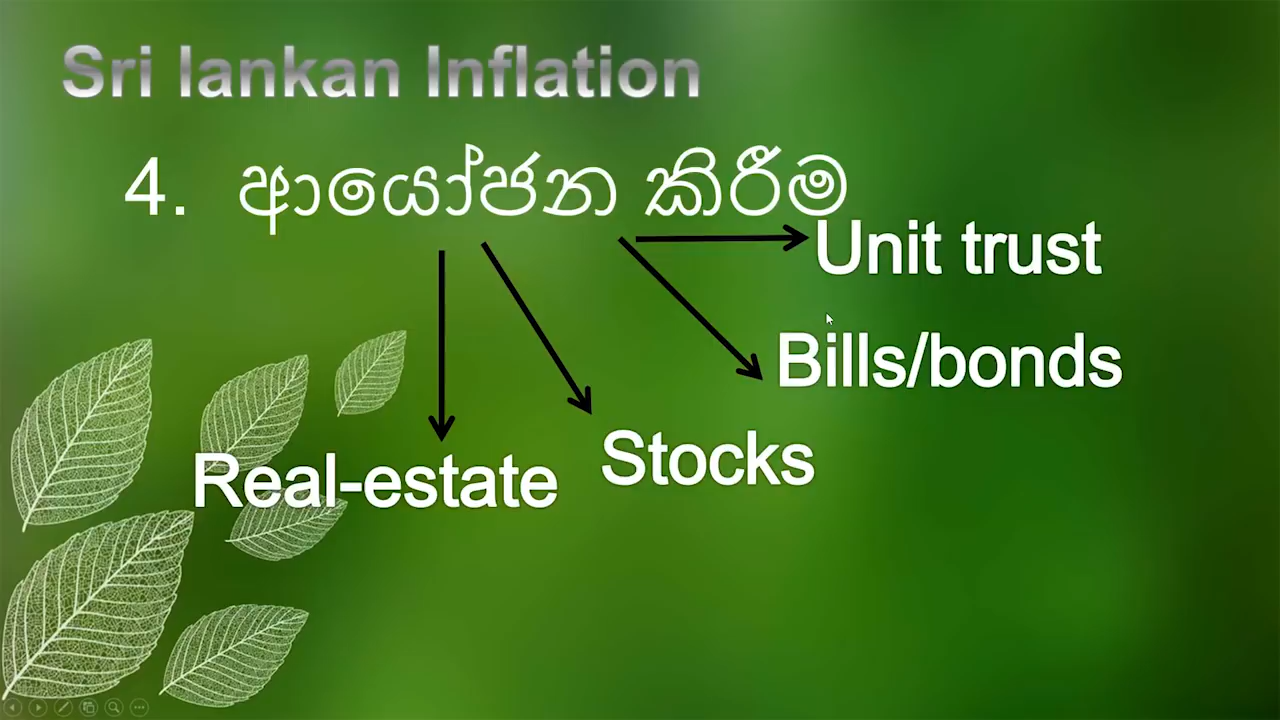 Sri lankan Inflation
4. ආයෝජන කිරීම
Unit trust
Bills/bonds
Stocks
Real-estate